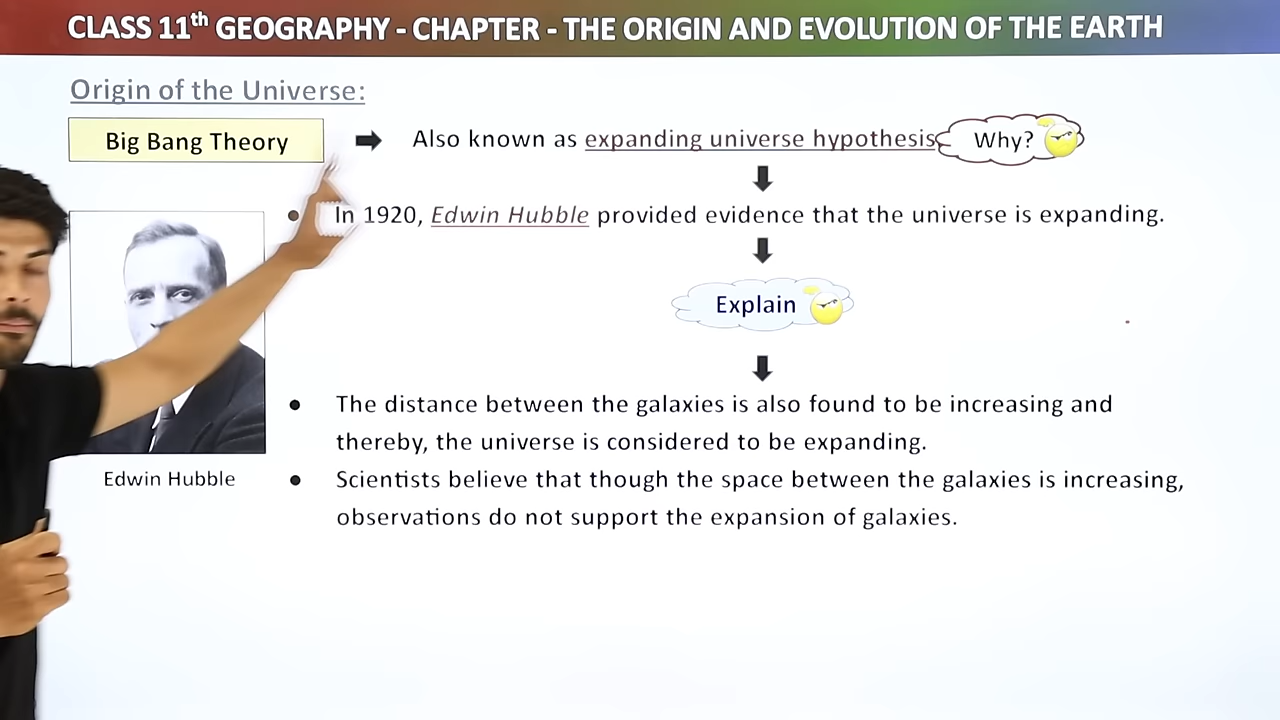 CLASS 11th GEOGRAPHY - CHAPTER - THE ORIGIN AND EVOLUTION OF THE EARTH
Origin of the Universe:
Big Bang Theory
Also known as expanding universe hypothesis
Why?
In 1920, Edwin Hubble provided evidence that the universe is expanding.
Explain
The distance between the galaxies is also found to be increasing and
thereby, the universe is considered to be expanding.
Edwin Hubble
Scientists believe that though the space between the galaxies is increasing,
observations do not support the expansion of galaxies.